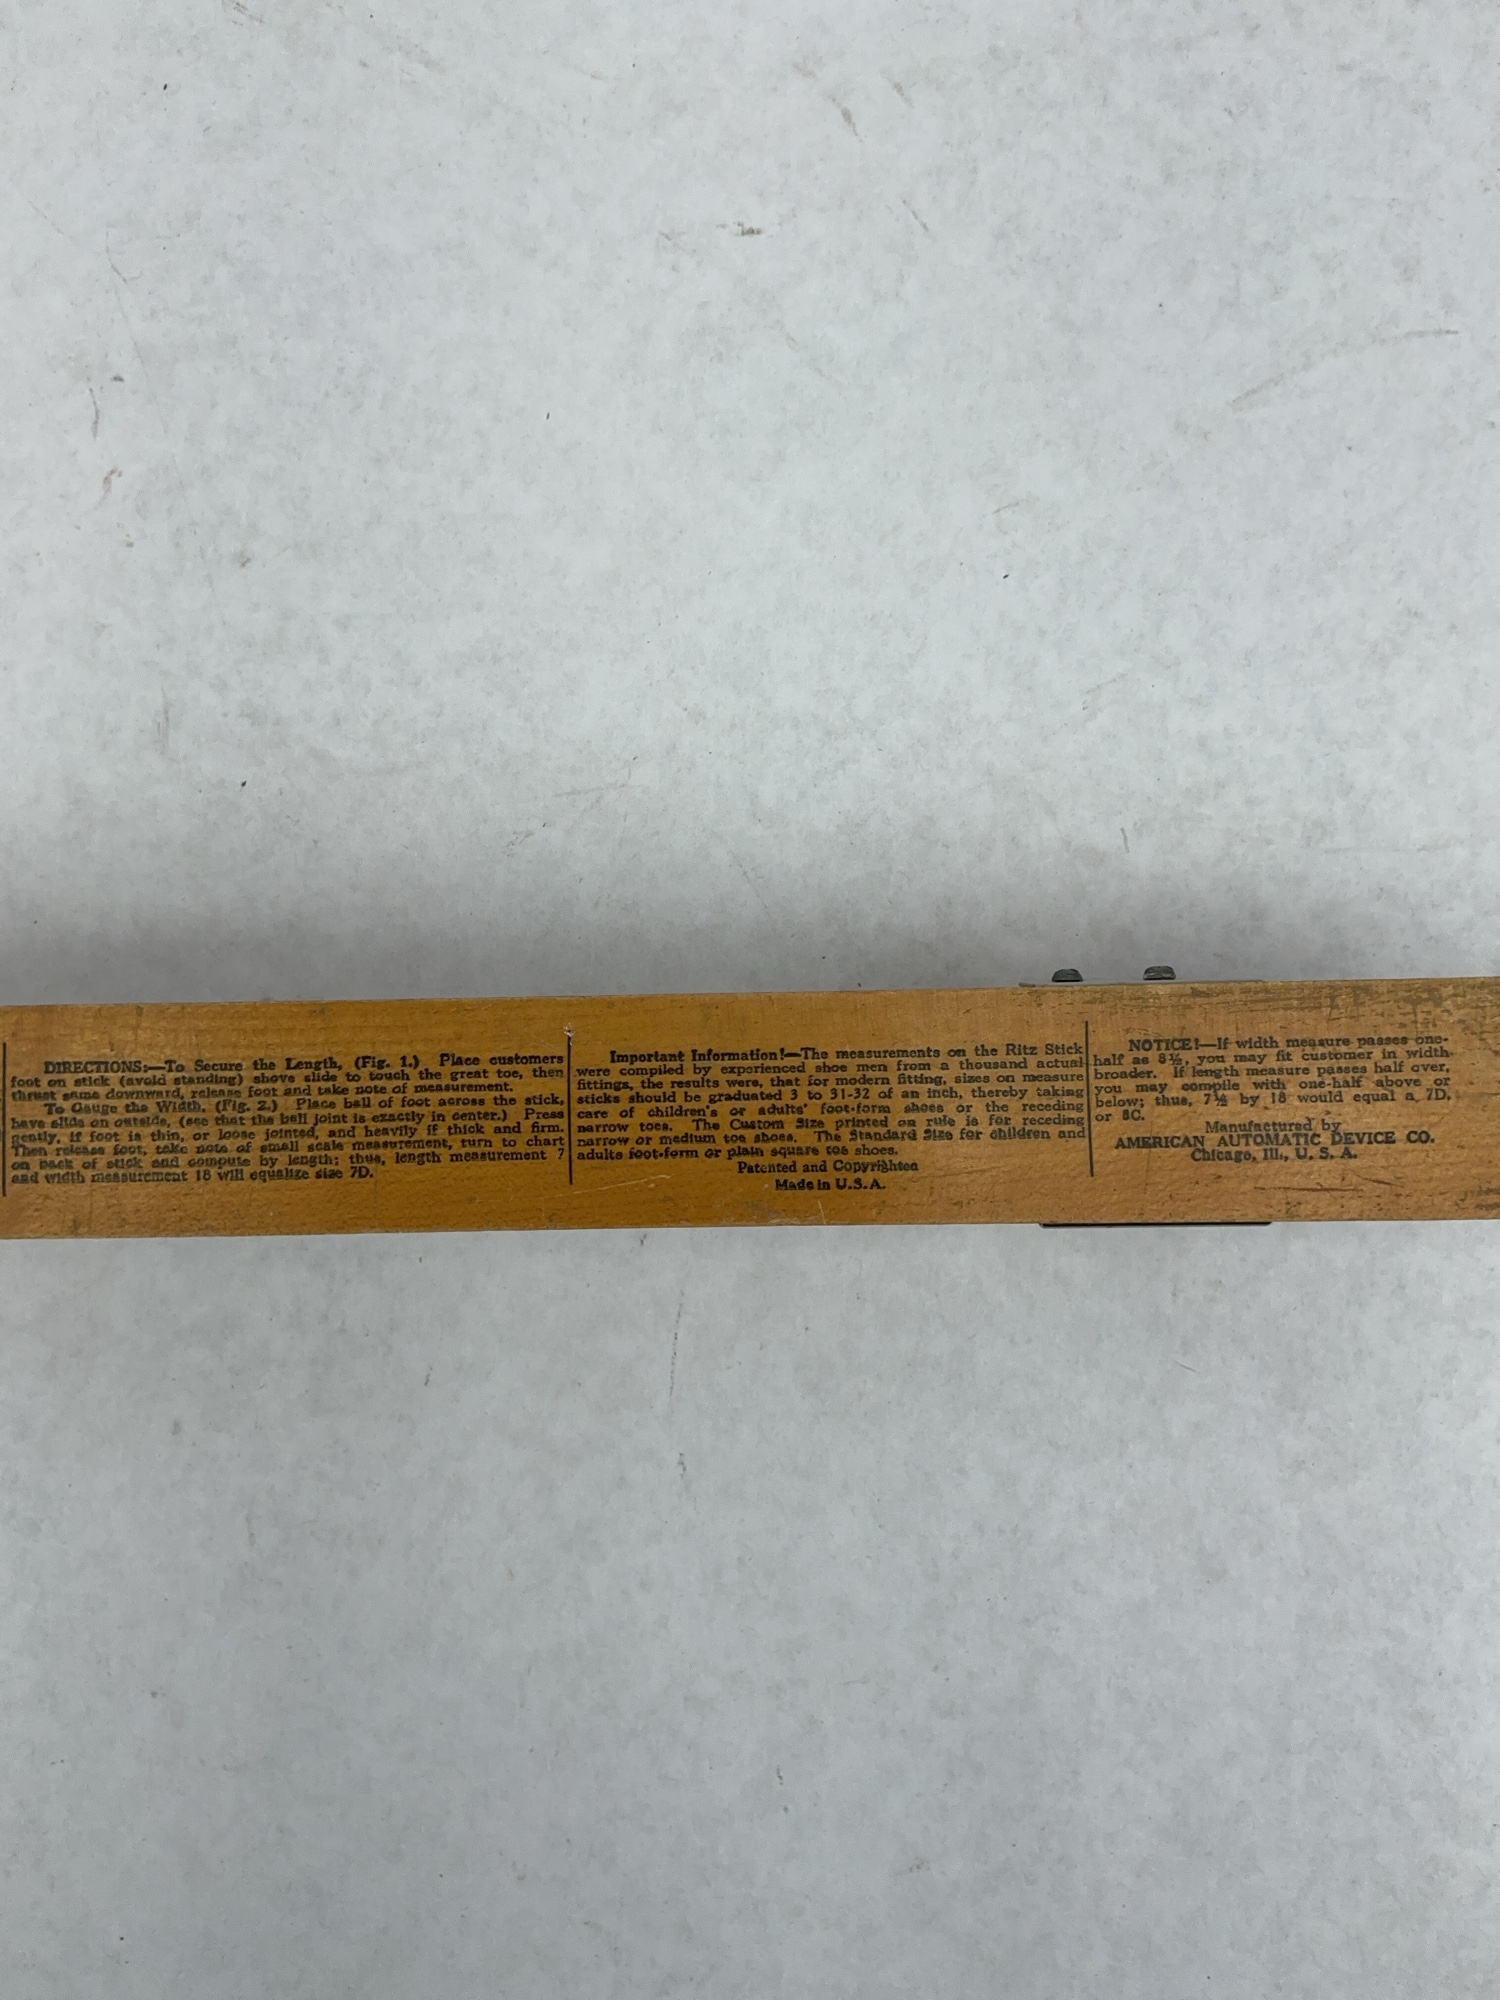 DIRECTIONS:—To Secure the Length, (Fig. 1.) Place customers
foot on stick (avoid standing) shove slide to touch the great toe, then
thrust same downward, release foot and take note of measurement.
To Gauge the Width, (Fig. 2.) Place ball of foot across the stick,
have slide on outside, (see that the ball joint is exactly in center.) Press
gently, if foot is thin, or loose jointed, and heavily if thick and firm.
Then release foot, take note of small scale measurement, turn to chart
on back of stick and compute by length; thus, length measurement 7
and width measurement 18 will equalize size 7D.
Important Information!—The measurements on the Ritz Stick
were compiled by experienced shoe men from a thousand actual
fittings, the results were, that for modern fitting, sizes on measure
sticks should be graduated 3 to 31-32 of an inch, thereby taking
care of children's or adults' foot-form shoes or the receding
narrow toes. The Custom Size printed on rule is for receding
narrow or medium toe shoes. The Standard Size for children and
adults foot-form or plain square toe shoes.
Patented and Copyrighted
Made in U.S.A.
NOTICE!—If width measure passes one-
half as 8½, you may fit customer in width
broader. If length measure passes half over,
you may compile with one-half above or
below; thus, 7½ by 18 would equal a 7D.
or 8C.
Manufactured by
AMERICAN AUTOMATIC DEVICE CO.
Chicago, Ill., U. S. A.